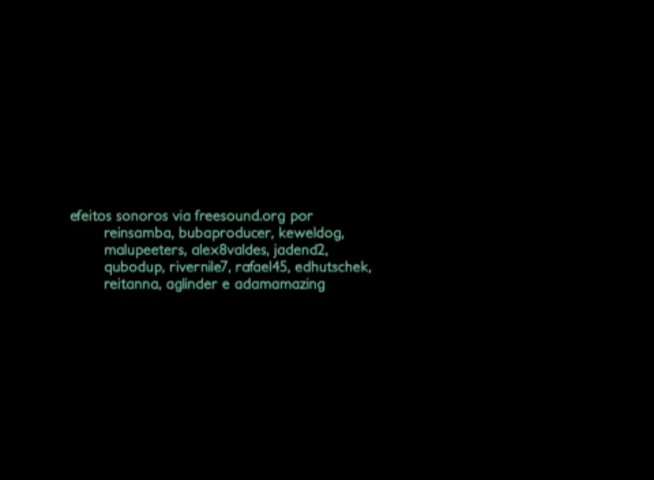 efeitos sonoros via freesound.org por
reinsamba, bubaproducer, keweldog,
malupeeters, alex8valdes, jadend2,
qubodup, rivernile7, rafael45, edhutschek,
reitanna, aglinder e adamamazing